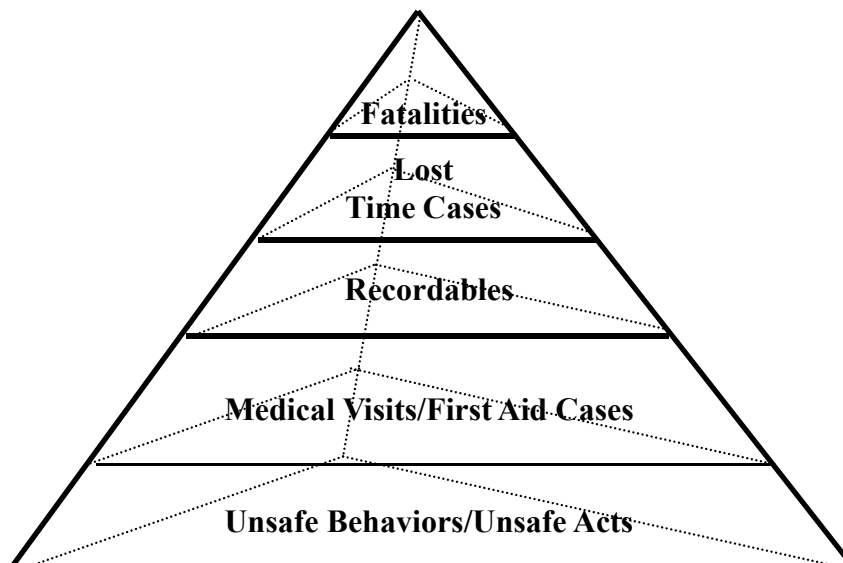 Fatalities
Lost
Time Cases
Recordables
Medical Visits/First Aid Cases
Unsafe Behaviors/Unsafe Acts